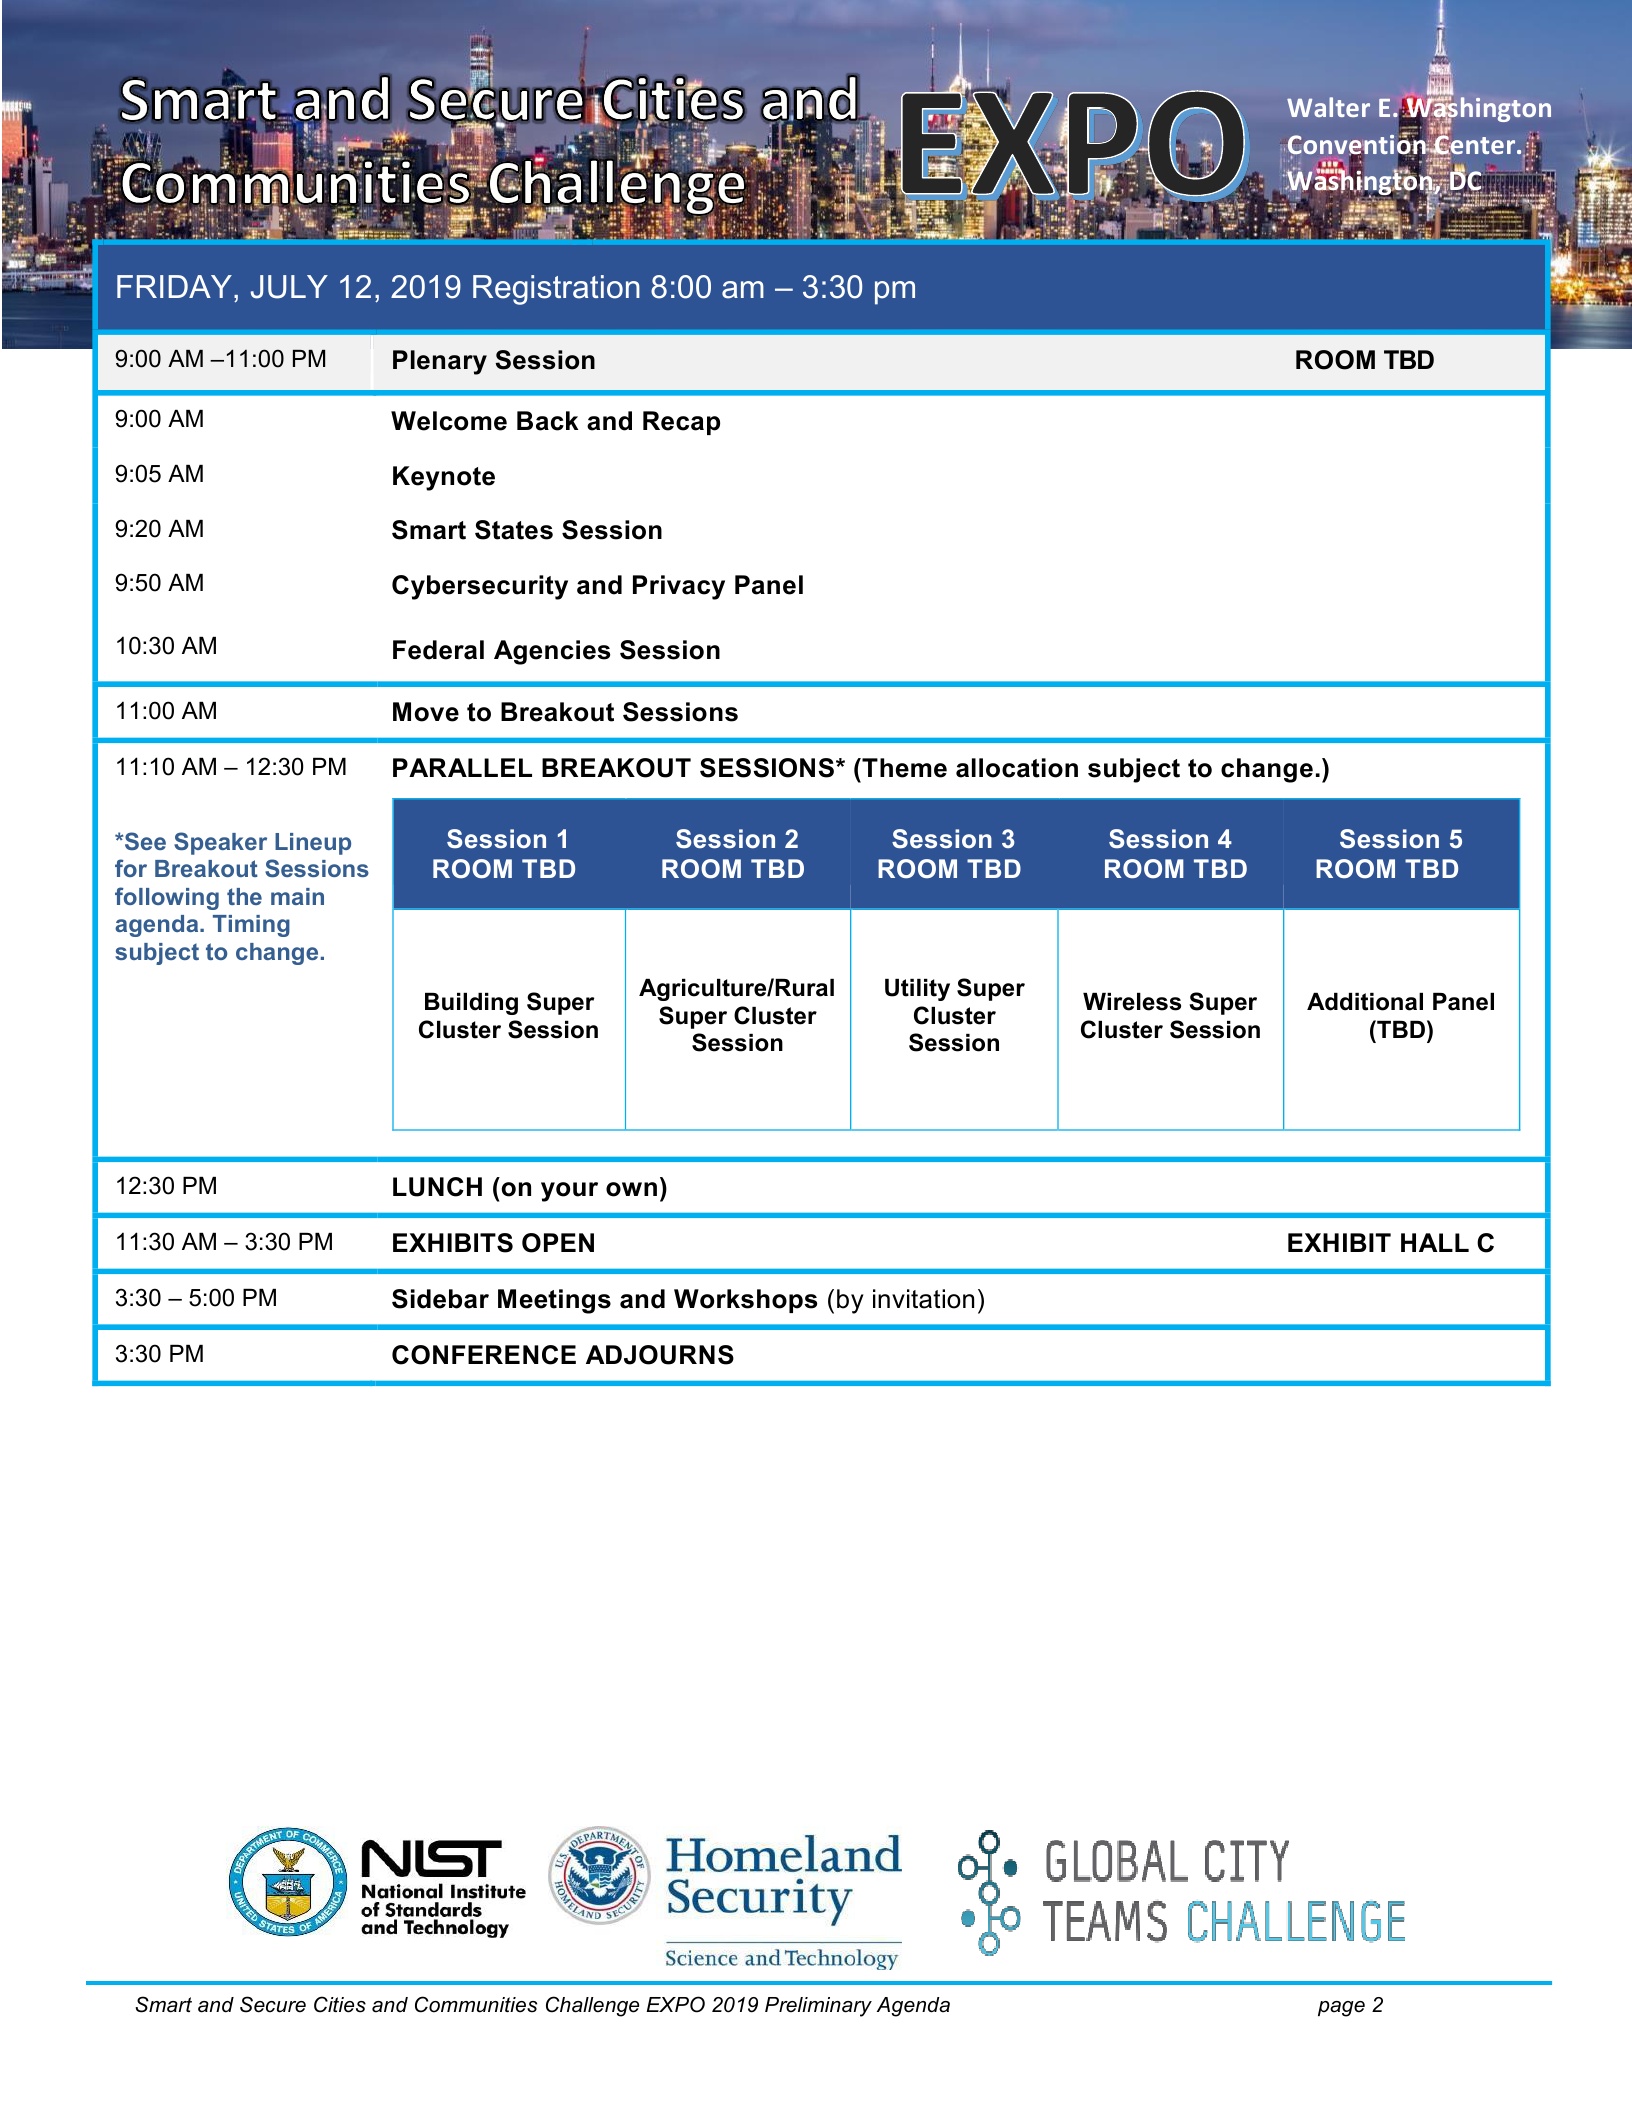 Smart and Secure Cities and
Communities Challenge
EXPO
Walter E. Washington
Convention Center.
Washington, DC
FRIDAY, JULY 12, 2019 Registration 8:00 am – 3:30 pm
9:00 AM –11:00 PM Plenary Session ROOM TBD
9:00 AM Welcome Back and Recap
9:05 AM Keynote
9:20 AM Smart States Session
9:50 AM Cybersecurity and Privacy Panel
10:30 AM Federal Agencies Session
11:00 AM Move to Breakout Sessions
11:10 AM – 12:30 PM PARALLEL BREAKOUT SESSIONS* (Theme allocation subject to change.)
*See Speaker Lineup
for Breakout Sessions
following the main
agenda. Timing
subject to change.
Session 1
ROOM TBD
Session 2
ROOM TBD
Session 3
ROOM TBD
Session 4
ROOM TBD
Session 5
ROOM TBD
Building Super
Cluster Session
Agriculture/Rural
Super Cluster
Session
Utility Super
Cluster
Session
Wireless Super
Cluster Session
Additional Panel
(TBD)
12:30 PM LUNCH (on your own)
11:30 AM – 3:30 PM EXHIBITS OPEN EXHIBIT HALL C
3:30 – 5:00 PM Sidebar Meetings and Workshops (by invitation)
3:30 PM CONFERENCE ADJOURNS
DEPARTMENT OF COMMERCE
UNITED STATES OF AMERICA
NIST
National Institute
of Standards
and Technology
U.S. DEPARTMENT OF
HOMELAND SECURITY
Homeland
Security
Science and Technology
GLOBAL CITY
TEAMS CHALLENGE
Smart and Secure Cities and Communities Challenge EXPO 2019 Preliminary Agenda page 2